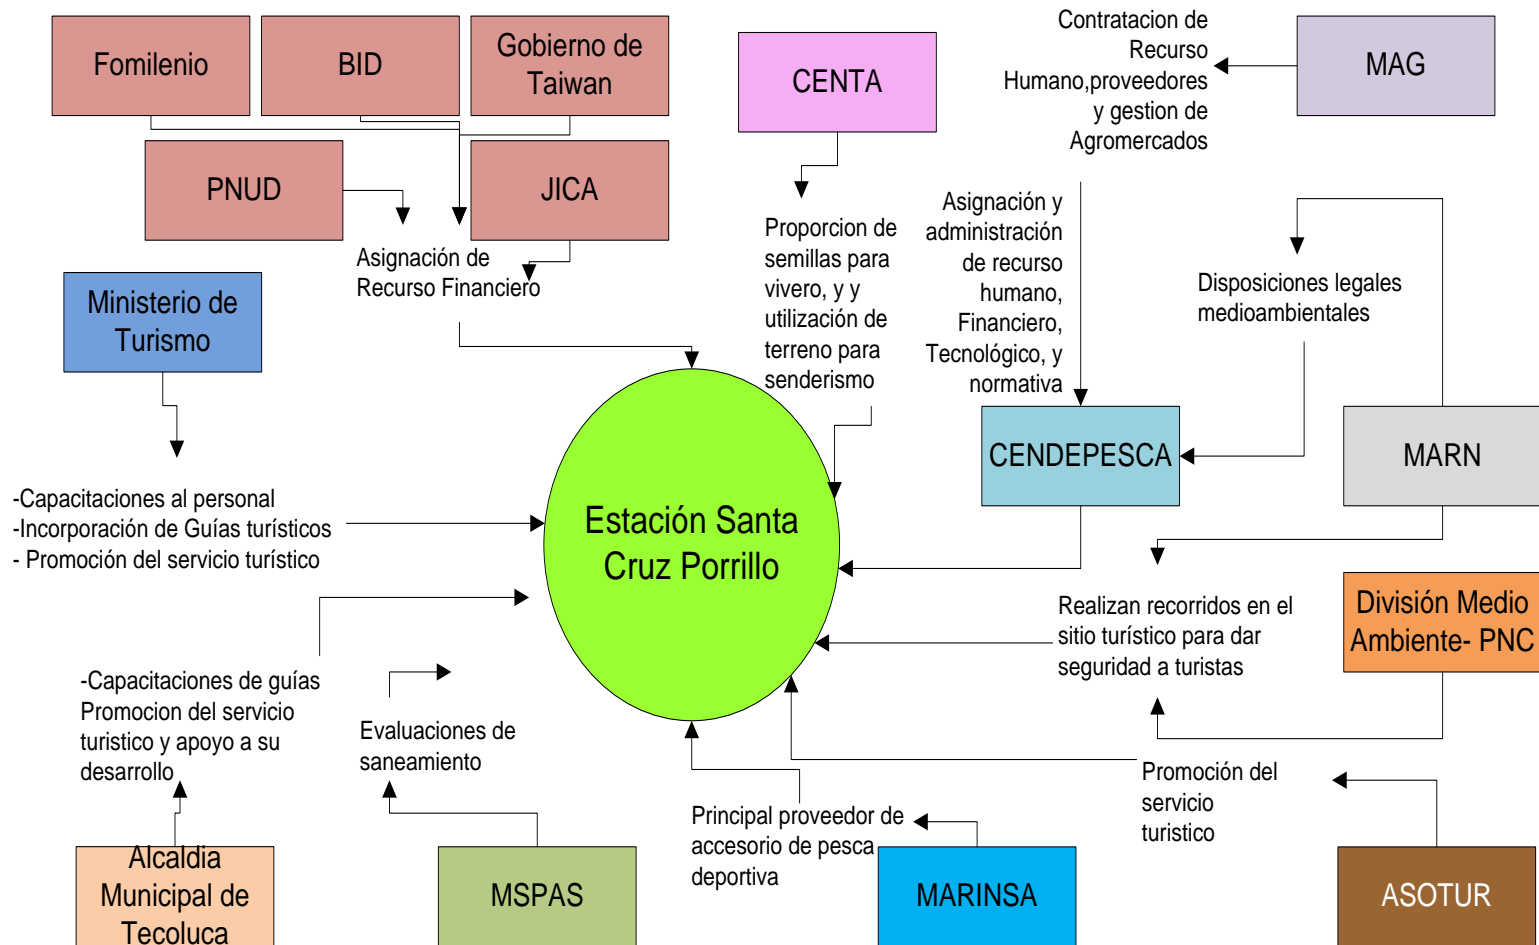 Fomilenio
BID
Gobierno de
Taiwan
PNUD
JICA
Asignación de
Recurso Financiero
CENTA
Proporcion de
semillas para
vivero, y y
utilización de
terreno para
senderismo
Contratacion de
Recurso
Humano,proveedores
y gestion de
Agromercados
MAG
Asignación y
administración
de recurso
humano,
Financiero,
Tecnológico, y
normativa
Disposiciones legales
medioambientales
Ministerio de
Turismo
-Capacitaciones al personal
-Incorporación de Guías turísticos
- Promoción del servicio turístico
Estación Santa
Cruz Porrillo
CENDEPESCA
MARN
Realizan recorridos en el
sitio turístico para dar
seguridad a turistas
División Medio
Ambiente- PNC
-Capacitaciones de guías
Promocion del servicio
turistico y apoyo a su
desarrollo
Evaluaciones de
saneamiento
Principal proveedor de
accesorio de pesca
deportiva
Promoción del
servicio
turistico
Alcaldia
Municipal de
Tecoluca
MSPAS
MARINSA
ASOTUR